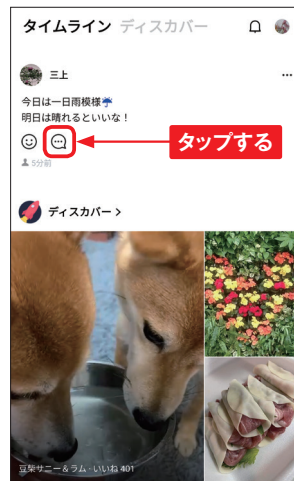 タイムライン ディスカバー
三上
今日は一日雨模様☔
明日は晴れるといいな！
タップする
5分前
ディスカバー >
豆柴サニー＆ラム・いいね 401